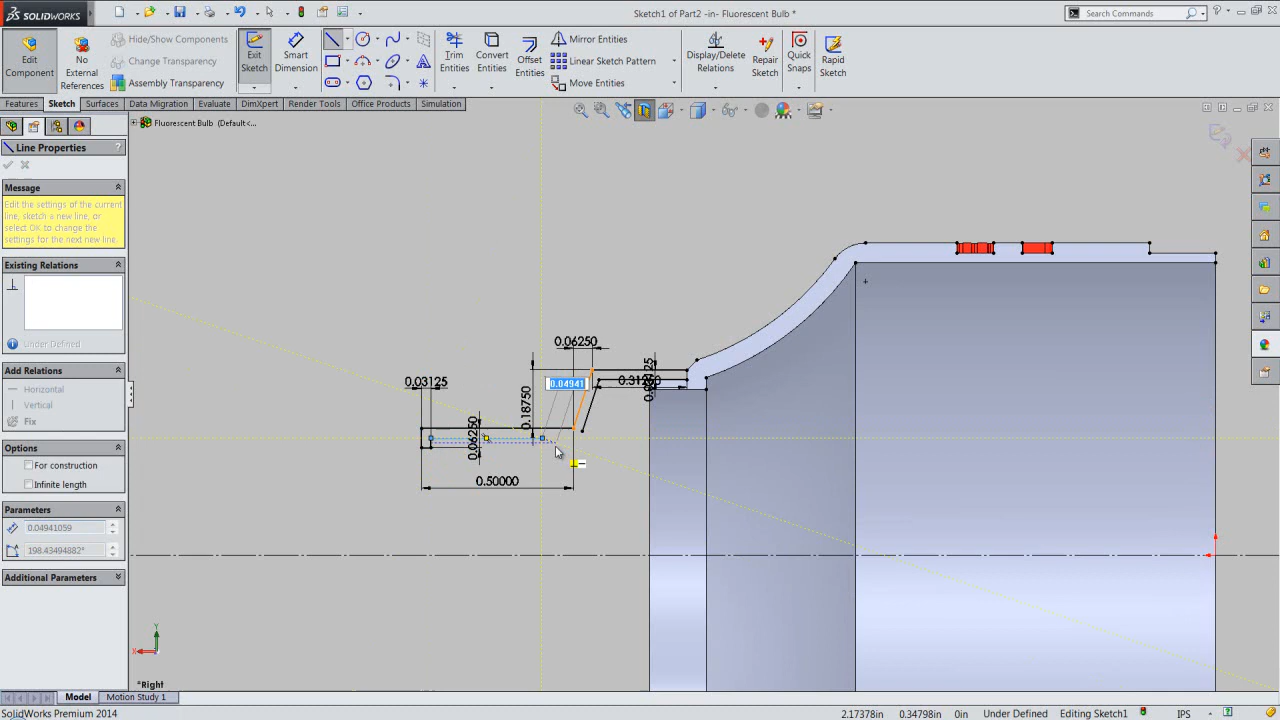 SOLIDWORKS
Sketch1 of Part2 -in- Fluorescent Bulb *
Search Commands
Edit Component
No External References
Hide/Show Components
Change Transparency
Assembly Transparency
Exit Sketch
Smart Dimension
Trim Entities
Convert Entities
Offset Entities
Mirror Entities
Linear Sketch Pattern
Move Entities
Display/Delete Relations
Repair Sketch
Quick Snaps
Rapid Sketch
Features
Sketch
Surfaces
Data Migration
Evaluate
DimXpert
Render Tools
Office Products
Assembly
Simulation
Fluorescent Bulb (Default<...
Line Properties
?
Message
Edit the settings of the current
line, sketch a new line, or
select OK to change the
settings for the next new line.
Existing Relations
Under Defined
Add Relations
Horizontal
Vertical
Fix
Options
For construction
Infinite length
Parameters
0.04941059
198.43494882°
Additional Parameters
0.06250
0.03125
0.18750
0.04941
0.06250
0.50000
Y
X
*Right
Model
Motion Study 1
SolidWorks Premium 2014
2.17378in
0.34798in
0in
Under Defined
Editing Sketch1
IPS